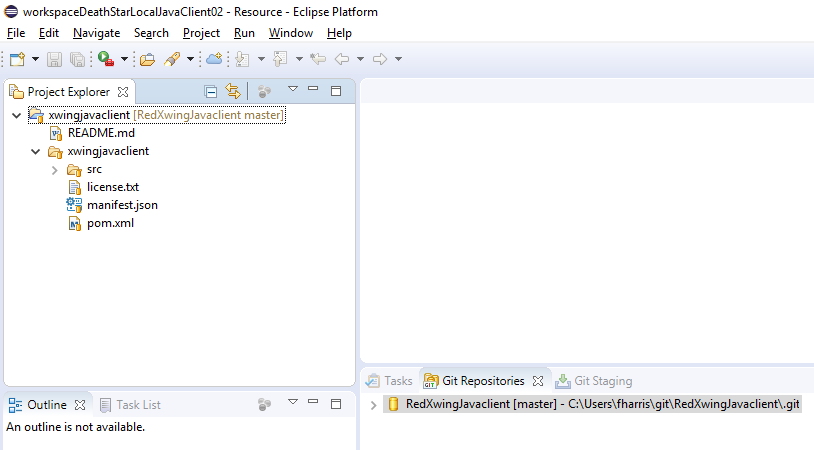 workspaceDeathStarLocalJavaClient02 - Resource - Eclipse Platform
File Edit Navigate Search Project Run Window Help
Project Explorer
xwingjavaclient [RedXwingJavaclient master]
README.md
xwingjavaclient
src
license.txt
manifest.json
pom.xml
Tasks Git Repositories Git Staging
RedXwingJavaclient [master] - C:\Users\fharris\git\RedXwingJavaclient\.git
Outline Task List
An outline is not available.